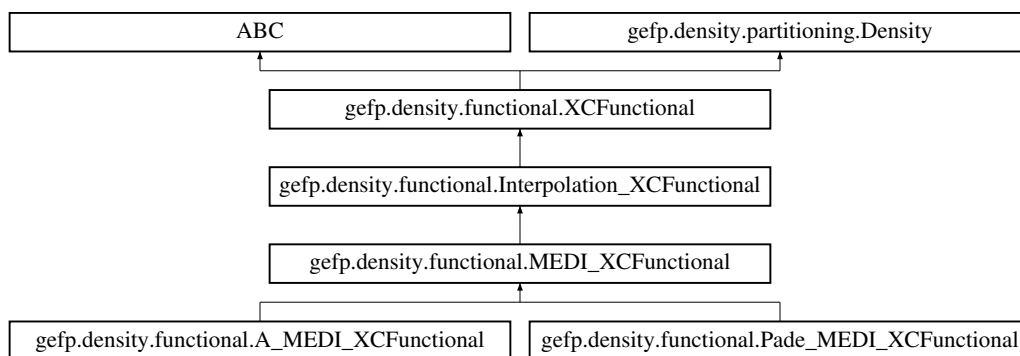 ABC
gefp.density.partitioning.Density
gefp.density.functional.XCFunctional
gefp.density.functional.Interpolation_XCFunctional
gefp.density.functional.MEDI_XCFunctional
gefp.density.functional.A_MEDI_XCFunctional
gefp.density.functional.Pade_MEDI_XCFunctional